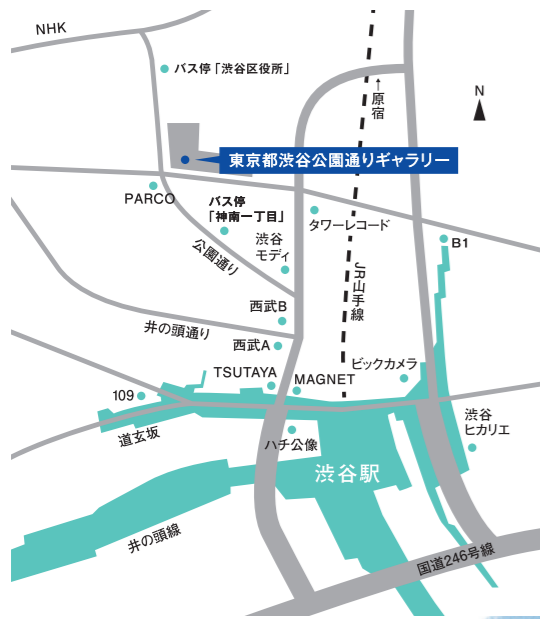 NHK
バス停「渋谷区役所」
←原宿
N
東京都渋谷公園通りギャラリー
PARCO
バス停
「神南一丁目」
タワーレコード
公園通り
渋谷
モディ
B1
JR山手線
西武B
井の頭通り
西武A
TSUTAYA
MAGNET
ビックカメラ
109
道玄坂
ハチ公像
渋谷
ヒカリエ
渋谷駅
井の頭線
国道246号線